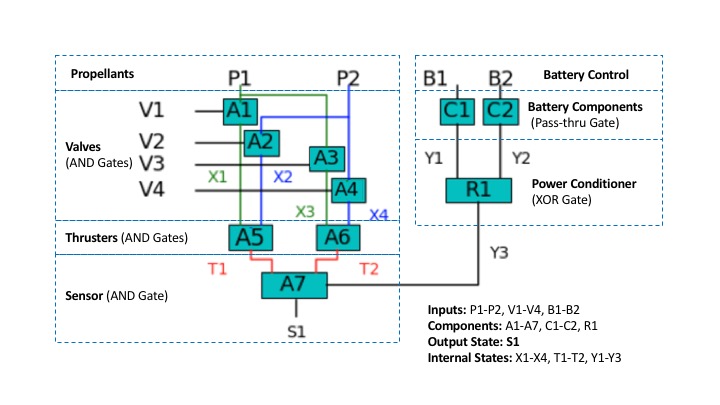 Propellants
P1
P2
B1
B2
Battery Control
V1
A1
C1
C2
Battery Components
(Pass-thru Gate)
V2
A2
Valves
(AND Gates)
V3
A3
Y1
Y2
X1
X2
V4
A4
R1
Power Conditioner
(XOR Gate)
X3
X4
Thrusters (AND Gates)
A5
A6
Y3
T1
T2
Sensor (AND Gate)
A7
S1
Inputs: P1-P2, V1-V4, B1-B2
Components: A1-A7, C1-C2, R1
Output State: S1
Internal States: X1-X4, T1-T2, Y1-Y3